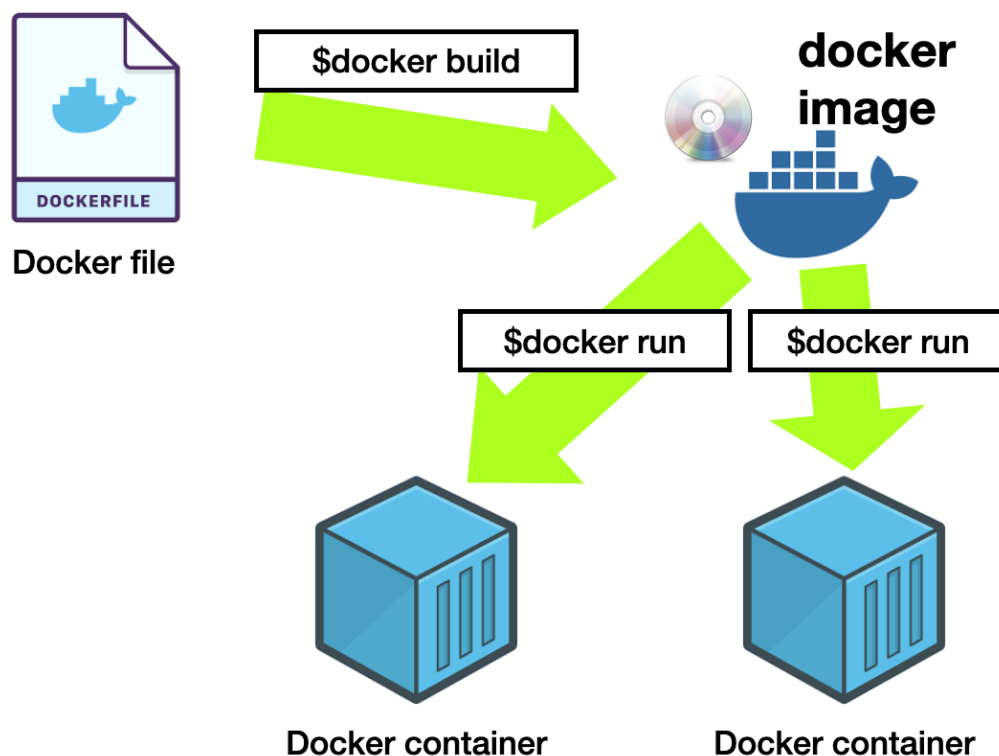 $docker build
docker
image
DOCKERFILE
Docker file
$docker run
$docker run
Docker container
Docker container